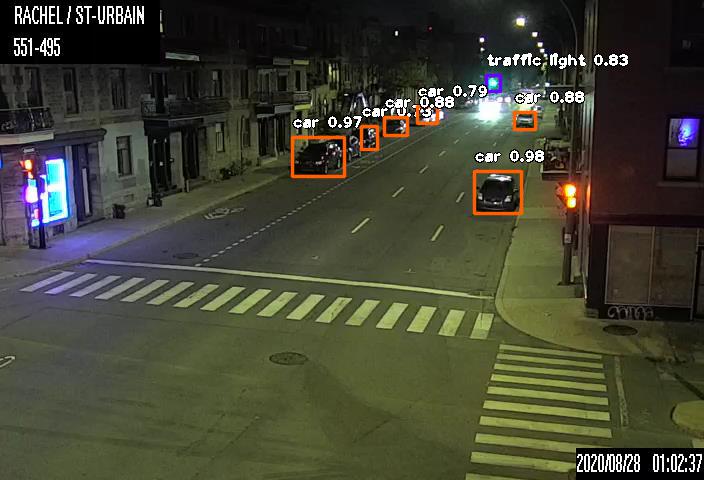 RACHEL / ST-URBAIN
551-495
traffic light 0.83
car 0.79
car 0.88
car 0.88
car 0.97
car 0.98
2020/08/28 01:02:37